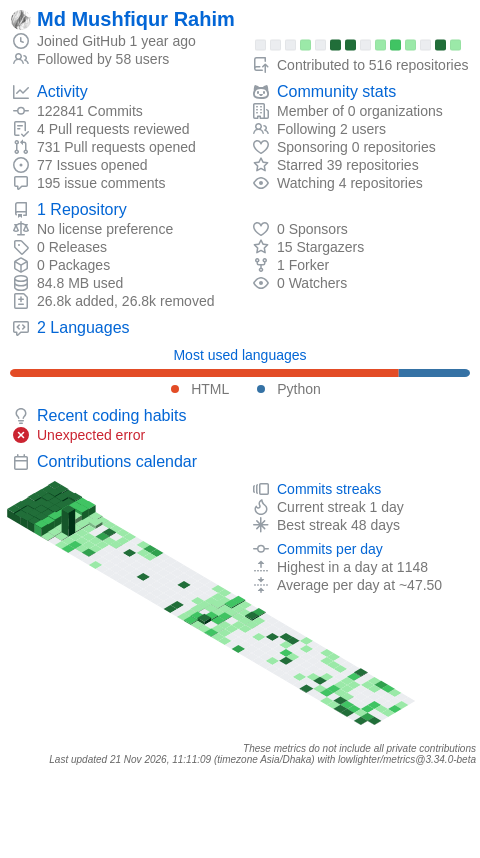 Md Mushfiqur Rahim
Joined GitHub 1 year ago
Followed by 58 users
Contributed to 516 repositories
Activity
122841 Commits
4 Pull requests reviewed
731 Pull requests opened
77 Issues opened
195 issue comments
Community stats
Member of 0 organizations
Following 2 users
Sponsoring 0 repositories
Starred 39 repositories
Watching 4 repositories
1 Repository
No license preference
0 Releases
0 Packages
84.8 MB used
26.8k added, 26.8k removed
0 Sponsors
15 Stargazers
1 Forker
0 Watchers
2 Languages
Most used languages
HTML Python
Recent coding habits
Unexpected error
Contributions calendar
Commits streaks
Current streak 1 day
Best streak 48 days
Commits per day
Highest in a day at 1148
Average per day at ~47.50
These metrics do not include all private contributions
Last updated 21 Nov 2026, 11:11:09 (timezone Asia/Dhaka) with lowlighter/metrics@3.34.0-beta